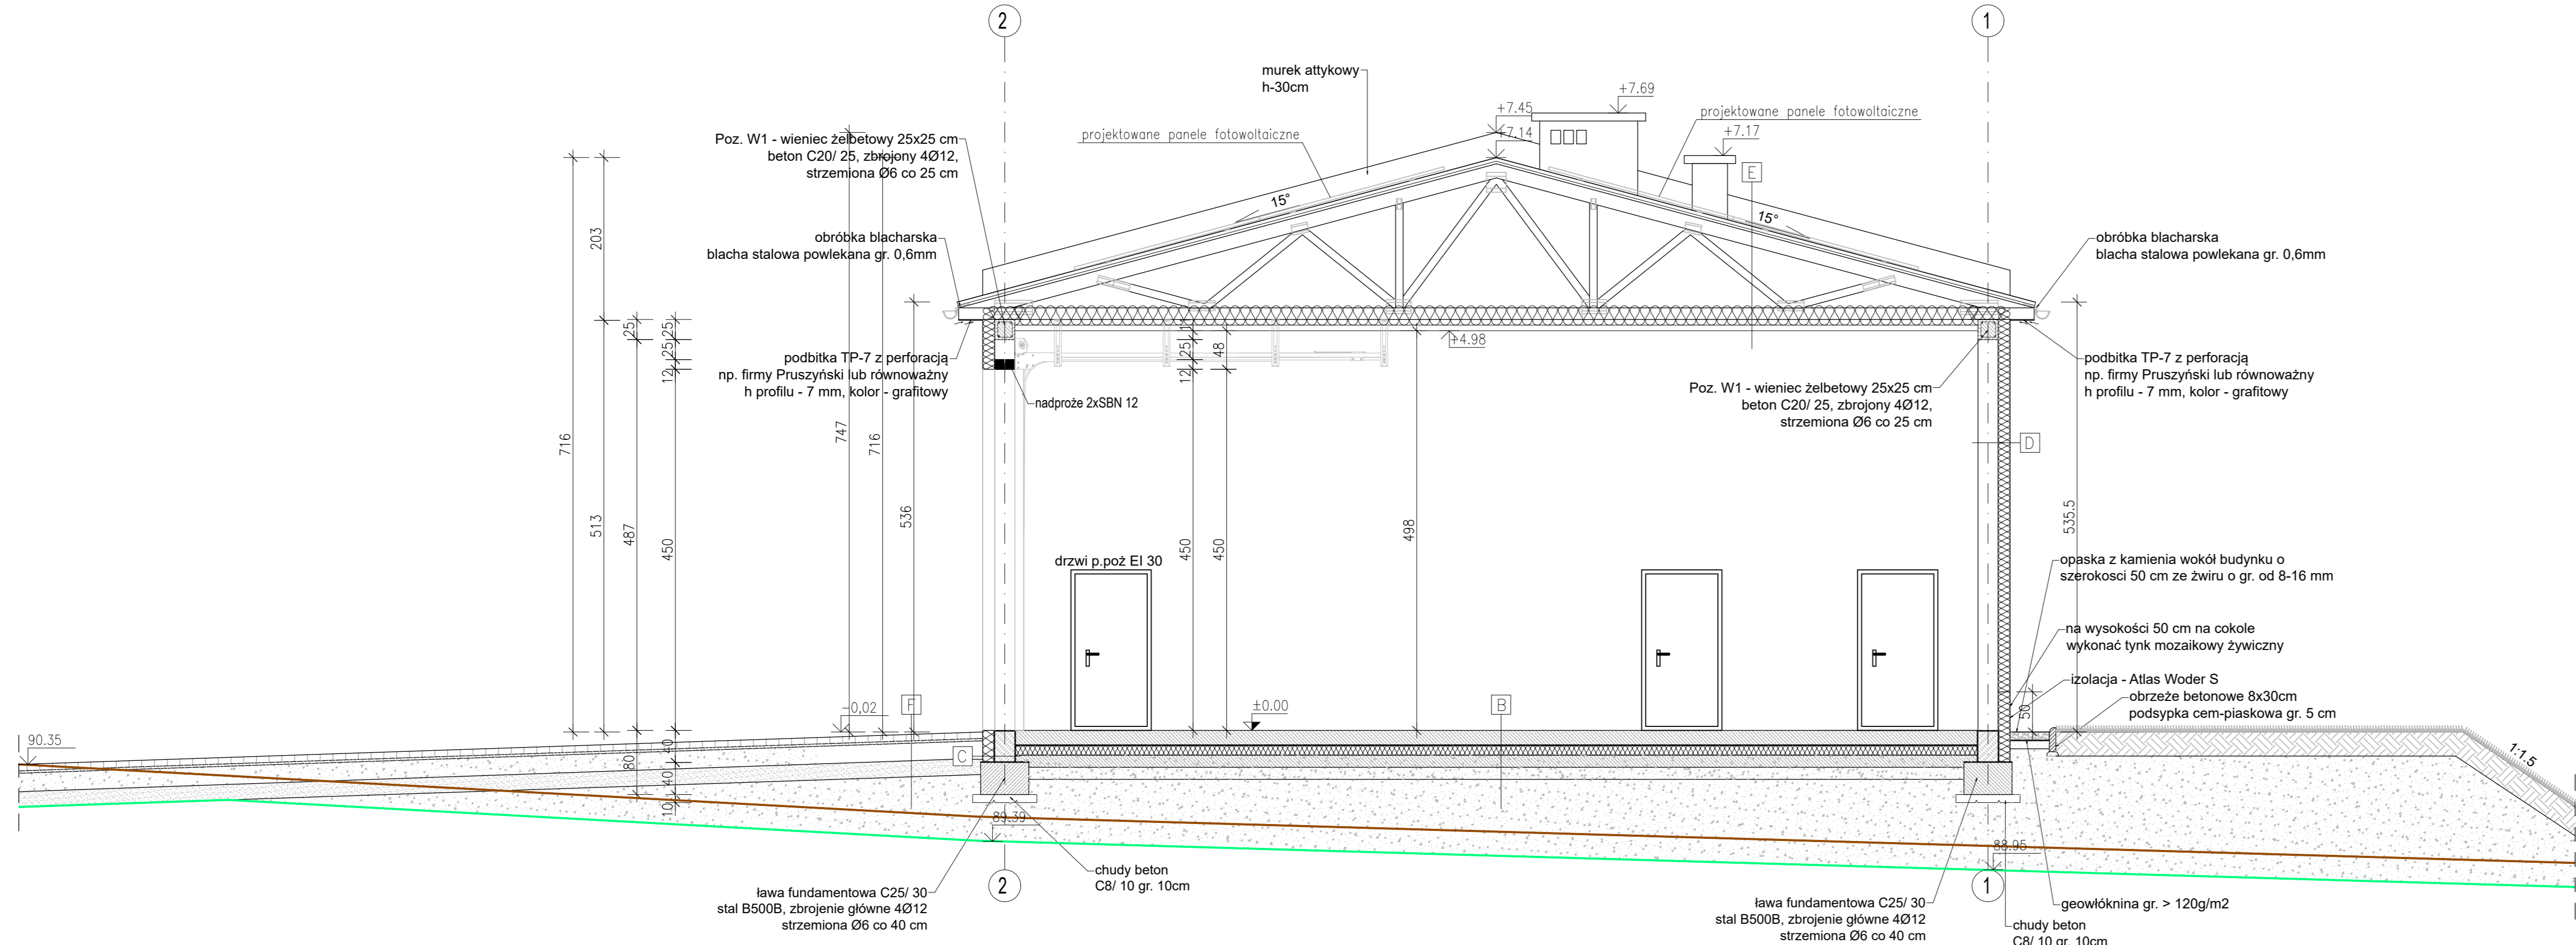 2
1
murek attykowy
h-30cm
+7.69
+7.45
+7.14
+7.17
projektowane panele fotowoltaiczne
projektowane panele fotowoltaiczne
Poz. W1 - wieniec żelbetowy 25x25 cm
beton C20/ 25, zbrojony 4Ø12,
strzemiona Ø6 co 25 cm
E
15°
15°
obróbka blacharska
blacha stalowa powlekana gr. 0,6mm
obróbka blacharska
blacha stalowa powlekana gr. 0,6mm
podbitka TP-7 z perforacją
np. firmy Pruszyński lub równoważny
h profilu - 7 mm, kolor - grafitowy
podbitka TP-7 z perforacją
np. firmy Pruszyński lub równoważny
h profilu - 7 mm, kolor - grafitowy
+4.98
nadproże 2xSBN 12
Poz. W1 - wieniec żelbetowy 25x25 cm
beton C20/ 25, zbrojony 4Ø12,
strzemiona Ø6 co 25 cm
D
716
203
513
25
487
80
25
25
12
450
40
40
10
747
716
536
11
25
12
450
48
450
498
535.5
50
drzwi p.poż EI 30
opaska z kamienia wokół budynku o
szerokosci 50 cm ze żwiru o gr. od 8-16 mm
na wysokości 50 cm na cokole
wykonać tynk mozaikowy żywiczny
izolacja - Atlas Woder S
obrzeże betonowe 8x30cm
podsypka cem-piaskowa gr. 5 cm
-0,02
F
±0.00
B
C
90.35
1:1.5
89.39
88.95
2
1
chudy beton
C8/ 10 gr. 10cm
ława fundamentowa C25/ 30
stal B500B, zbrojenie główne 4Ø12
strzemiona Ø6 co 40 cm
ława fundamentowa C25/ 30
stal B500B, zbrojenie główne 4Ø12
strzemiona Ø6 co 40 cm
geowłóknina gr. > 120g/m2
chudy beton
C8/ 10 gr. 10cm